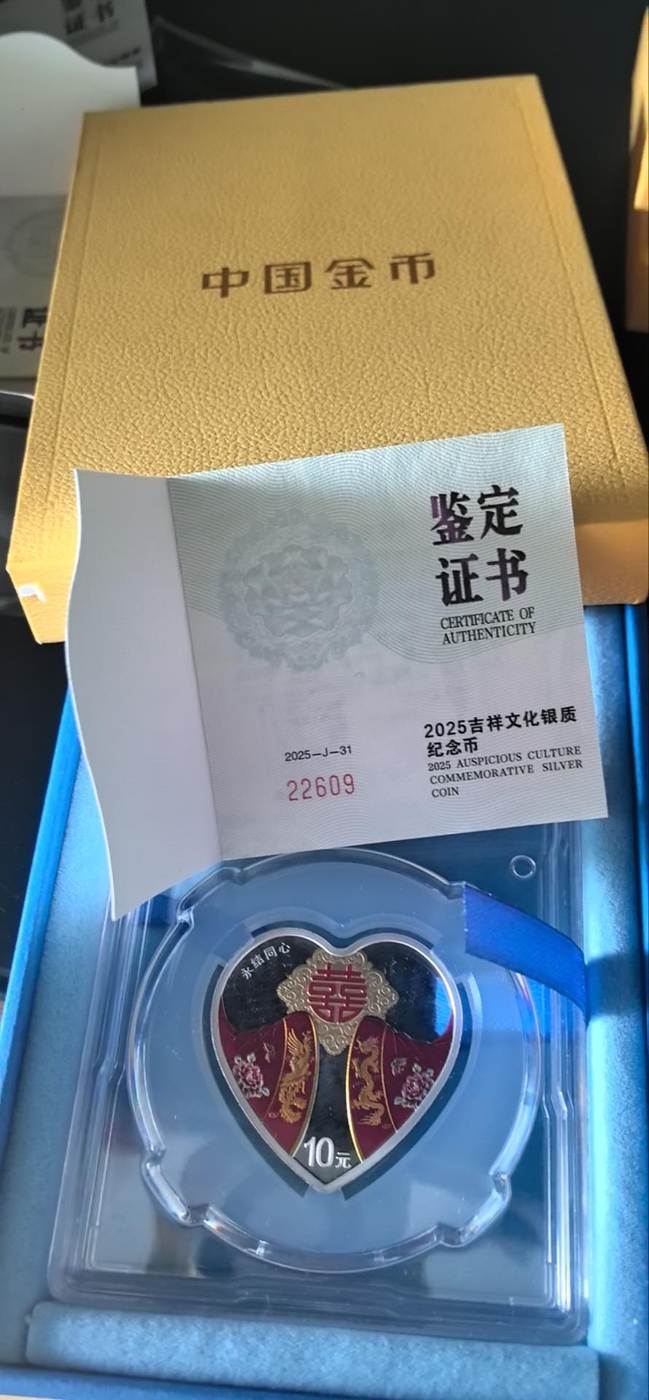 证书
中国金币
鉴定
证书
CERTIFICATE OF
AUTHENTICITY
2025吉祥文化银质
纪念币
2025 AUSPICIOUS CULTURE
COMMEMORATIVE SILVER
COIN
2025-J-31
22609
永结同心
囍
10元